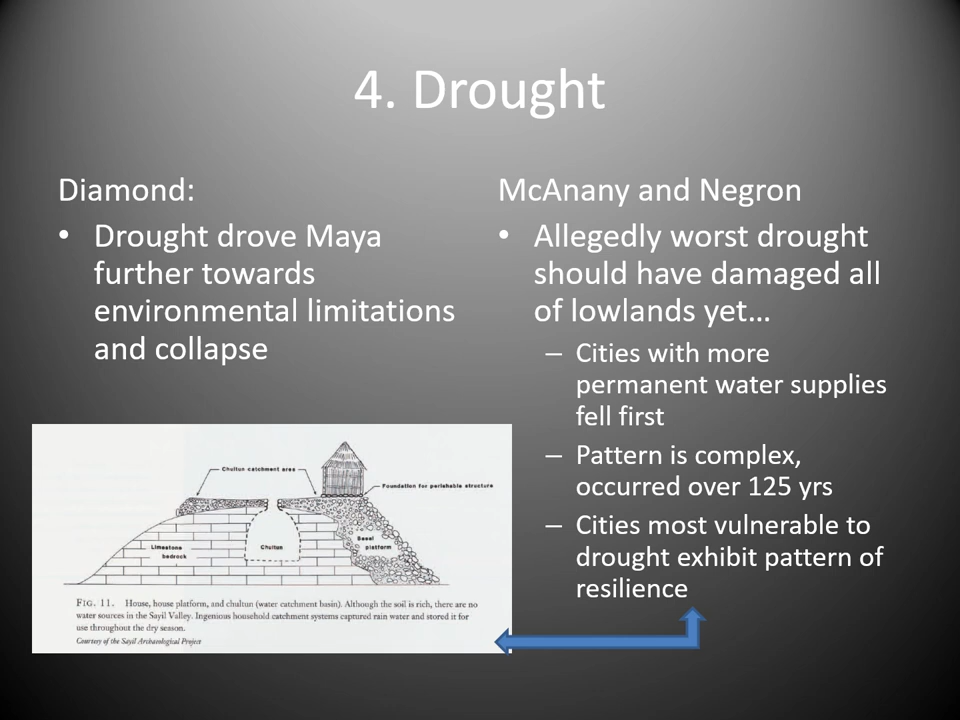 4. Drought
Diamond:
• Drought drove Maya
further towards
environmental limitations
and collapse
McAnany and Negron
• Allegedly worst drought
should have damaged all
of lowlands yet…
– Cities with more
permanent water supplies
fell first
– Pattern is complex,
occurred over 125 yrs
– Cities most vulnerable to
drought exhibit pattern of
resilience
Chultun catchment area
Foundation for perishable structure
Limestone
bedrock
Chultun
Basal
platform
FIG. 11. House, house platform, and chultun (water catchment basin). Although the soil is rich, there are no
water sources in the Sayil Valley. Ingenious household catchment systems captured rain water and stored it for
use throughout the dry season.
Courtesy of the Sayil Archaeological Project